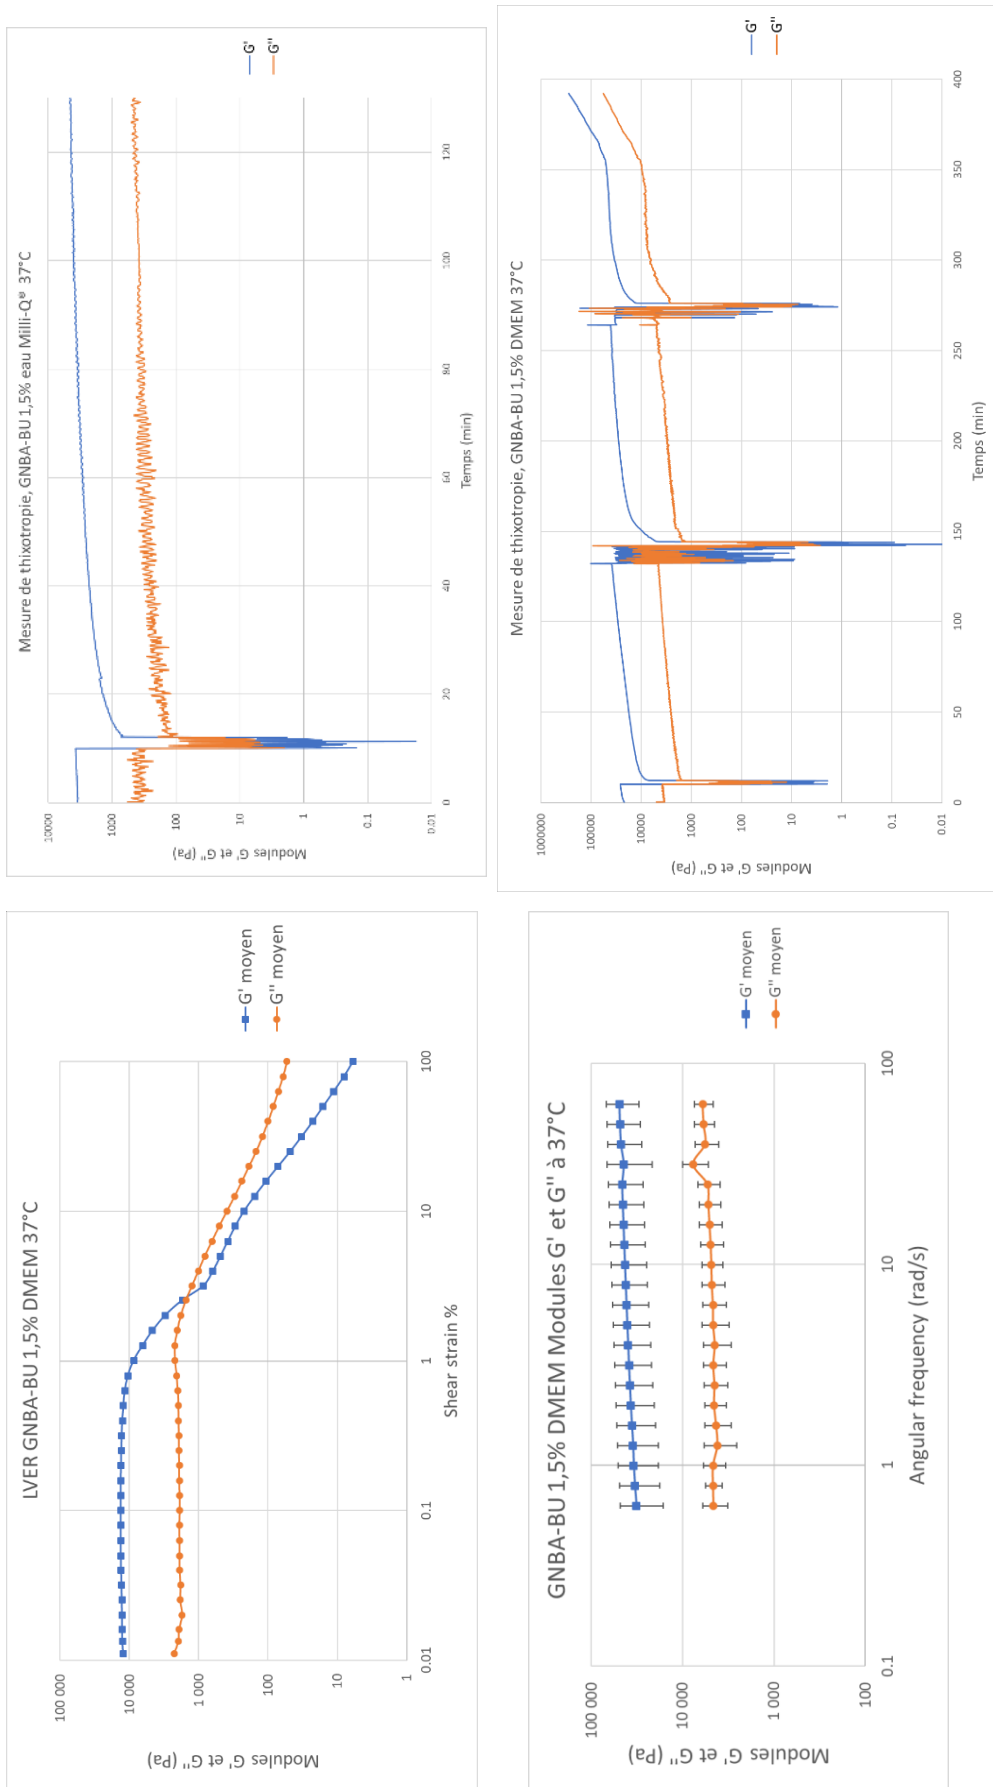 LVER GNBA-BU 1,5% DMEM 37°C
100 000
10 000
1 000
100
10
1
0.01
0.1
1
10
100
Modules G' et G'' (Pa)
Shear strain %
G' moyen
G'' moyen
Mesure de thixotropie, GNBA-BU 1,5% eau Milli-Q® 37°C
10000
1000
100
10
1
0.1
0.01
0
20
40
60
80
100
120
Modules G' et G'' (Pa)
Temps (min)
G'
G''
GNBA-BU 1,5% DMEM Modules G' et G'' à 37°C
100 000
10 000
1 000
100
0.1
1
10
100
Modules G' et G'' (Pa)
Angular frequency (rad/s)
G' moyen
G'' moyen
Mesure de thixotropie, GNBA-BU 1,5% DMEM 37°C
1000000
100000
10000
1000
100
10
1
0.1
0.01
0
50
100
150
200
250
300
350
400
Modules G' et G'' (Pa)
Temps (min)
G'
G''